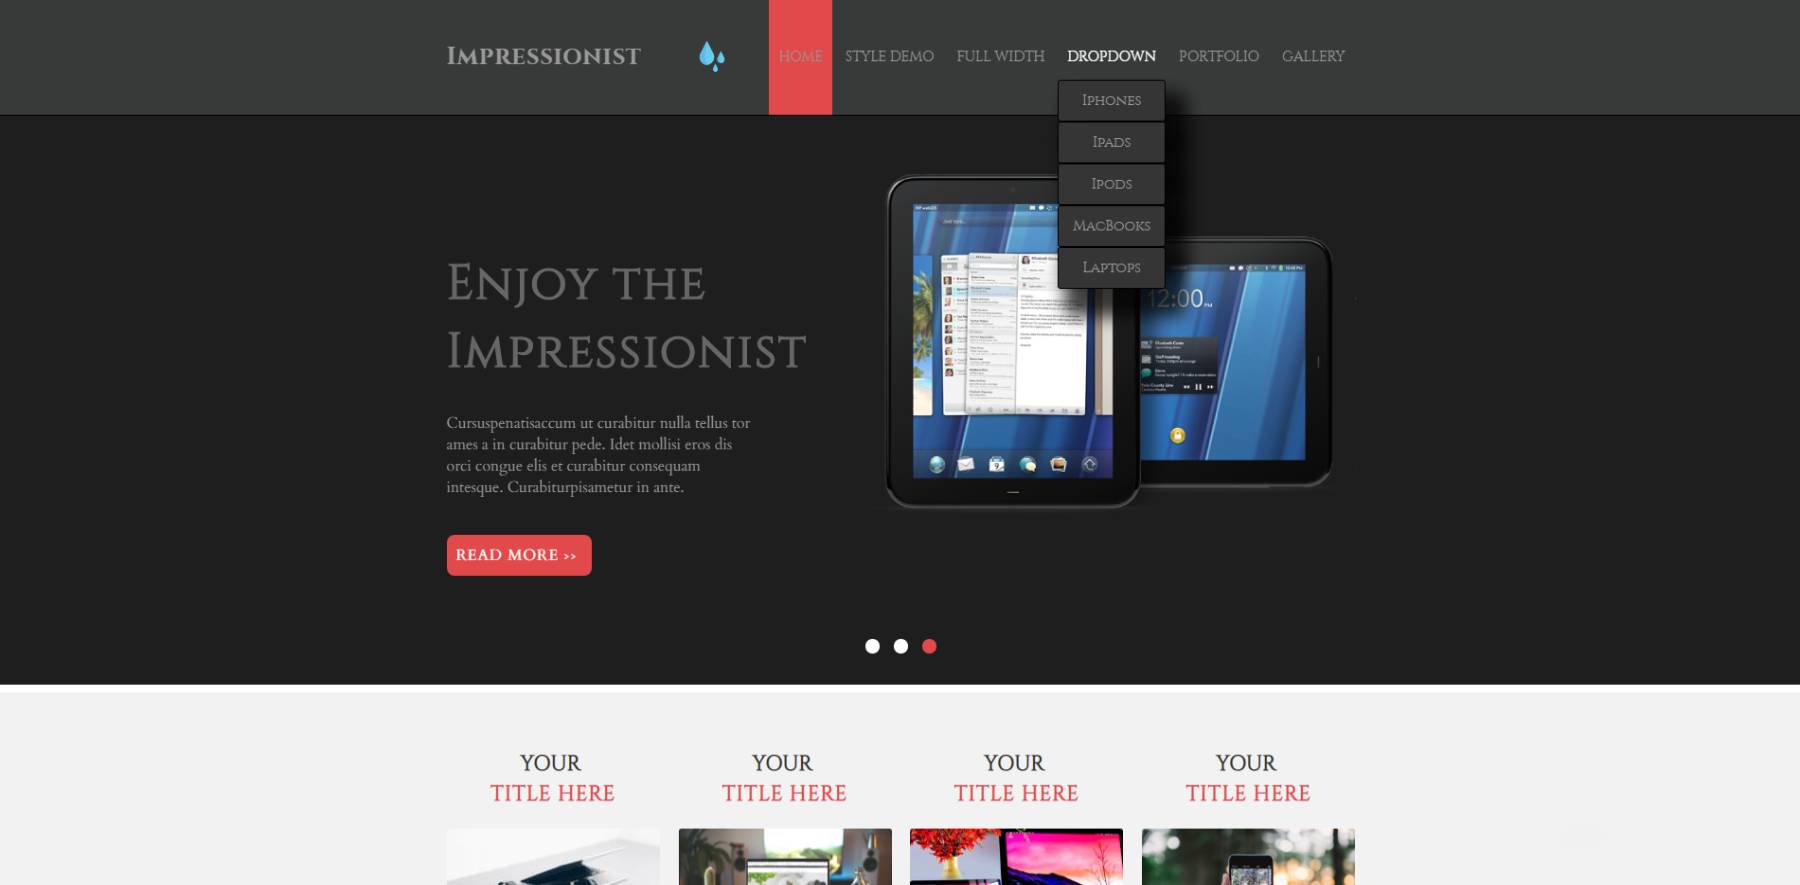 IMPRESSIONIST
HOME
STYLE DEMO
FULL WIDTH
DROPDOWN
PORTFOLIO
GALLERY
IPHONES
IPADS
IPODS
MACBOOKS
LAPTOPS
ENJOY THE
IMPRESSIONIST
Cursuspenatisaccum ut curabitur nulla tellus tor
ames a in curabitur pede. Idet mollisi eros dis
orci congue elis et curabitur consequam
intesque. Curabiturpisametur in ante.
READ MORE >>
12:00 PM
9
YOUR
TITLE HERE
YOUR
TITLE HERE
YOUR
TITLE HERE
YOUR
TITLE HERE